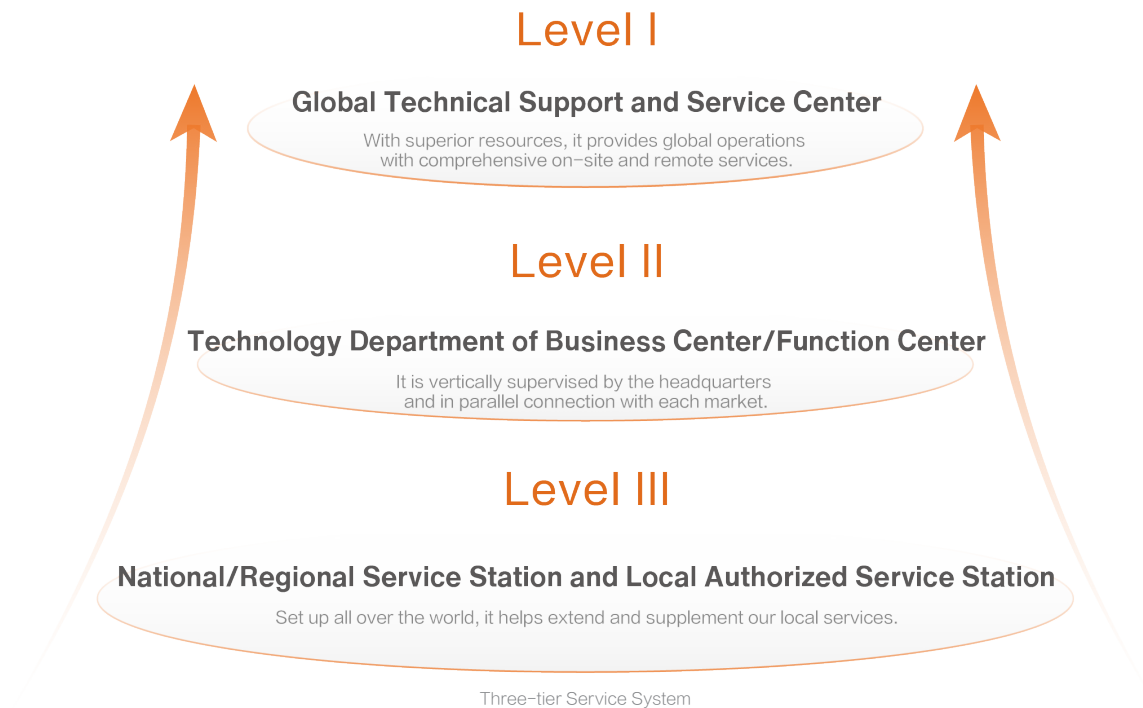 Level I
Global Technical Support and Service Center
With superior resources, it provides global operations
with comprehensive on-site and remote services.
Level II
Technology Department of Business Center/Function Center
It is vertically supervised by the headquarters
and in parallel connection with each market.
Level III
National/Regional Service Station and Local Authorized Service Station
Set up all over the world, it helps extend and supplement our local services.
Three-tier Service System